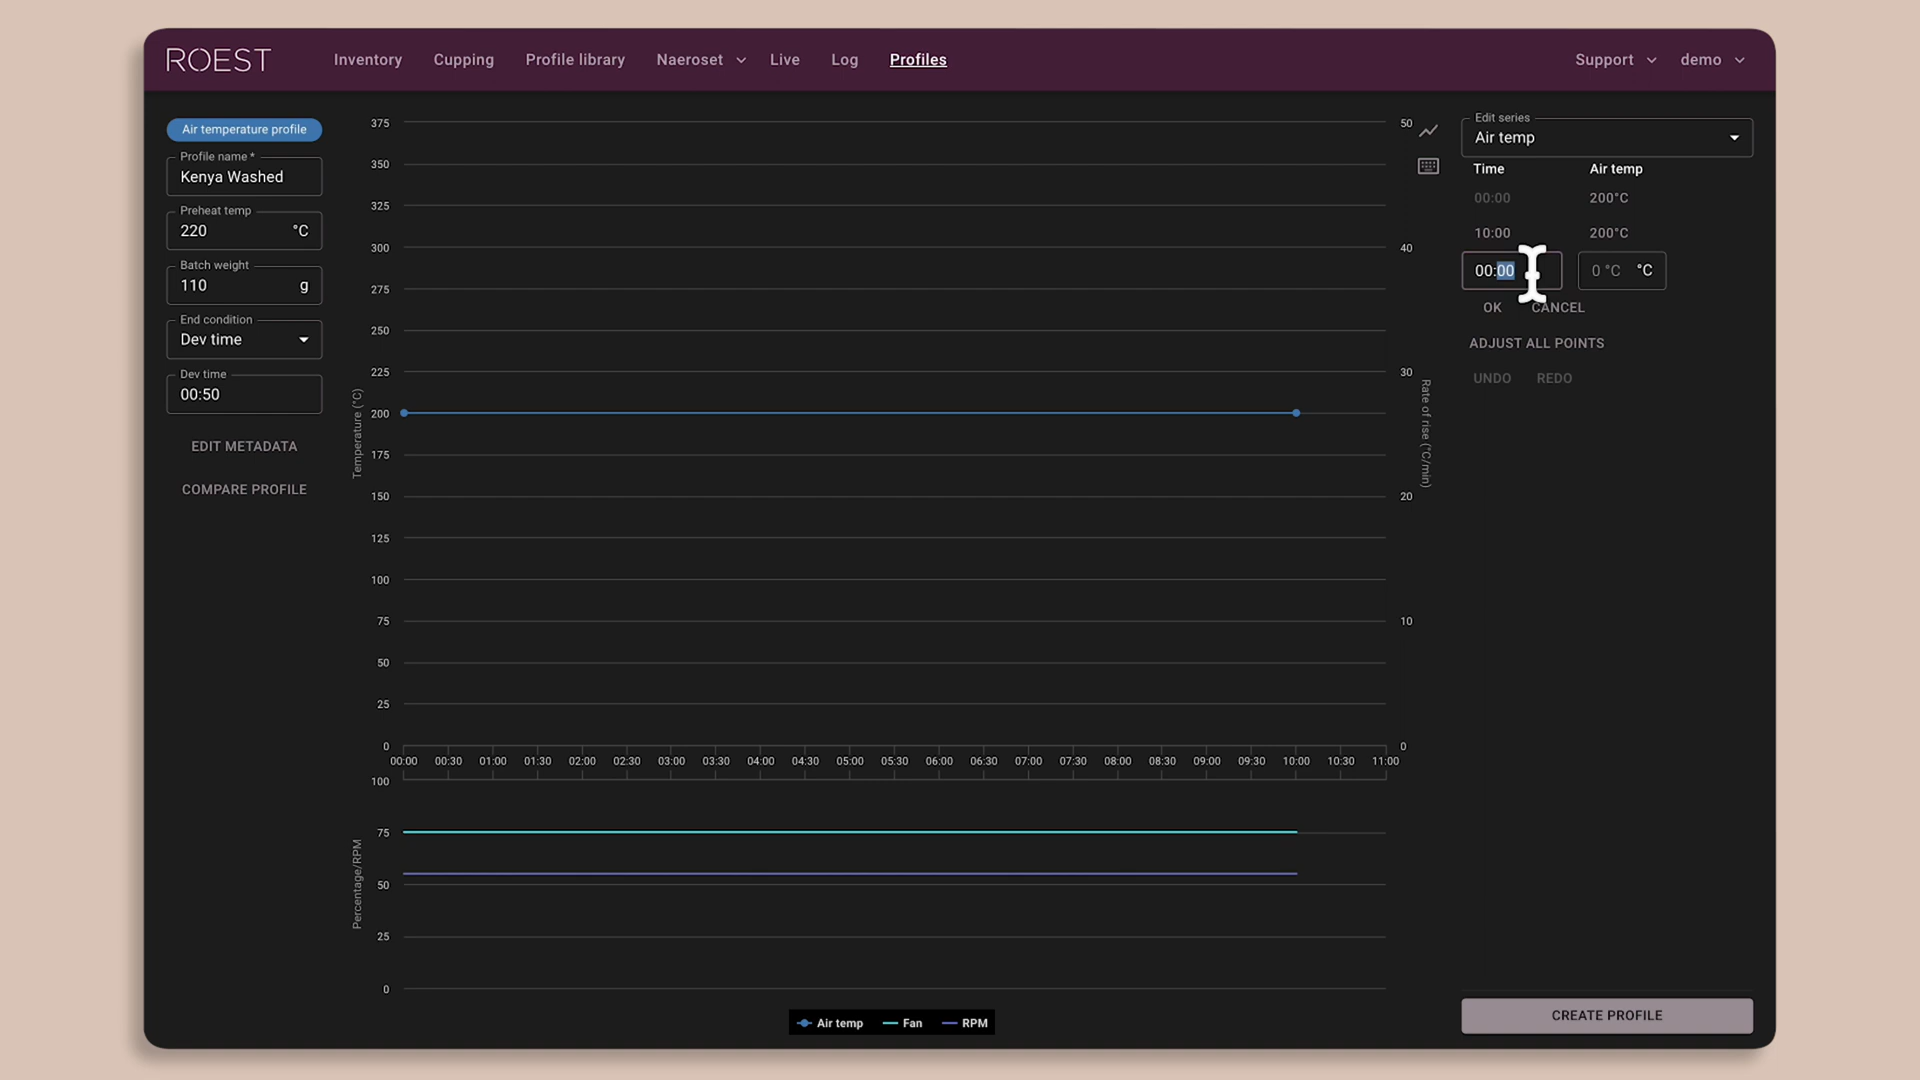 ROEST
Inventory
Cupping
Profile library
Naeroset
Live
Log
Profiles
Support
demo
Air temperature profile
Profile name *
Kenya Washed
Preheat temp
220 °C
Batch weight
110 g
End condition
Dev time
Dev time
00:50
EDIT METADATA
COMPARE PROFILE
Temperature (°C)
375
350
325
300
275
250
225
200
175
150
125
100
75
50
25
0
50
40
30
20
10
0
Rate of rise (°C/min)
00:00 00:30 01:00 01:30 02:00 02:30 03:00 03:30 04:00 04:30 05:00 05:30 06:00 06:30 07:00 07:30 08:00 08:30 09:00 09:30 10:00 10:30 11:00
Percentage/RPM
100
75
50
25
0
Air temp Fan RPM
Edit series
Air temp
Time Air temp
00:00 200°C
10:00 200°C
00:00 0 °C °C
OK CANCEL
ADJUST ALL POINTS
UNDO REDO
CREATE PROFILE